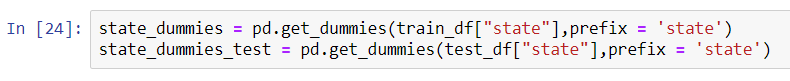 In [24]: state_dummies = pd.get_dummies(train_df["state"],prefix = 'state')
state_dummies_test = pd.get_dummies(test_df["state"],prefix = 'state')